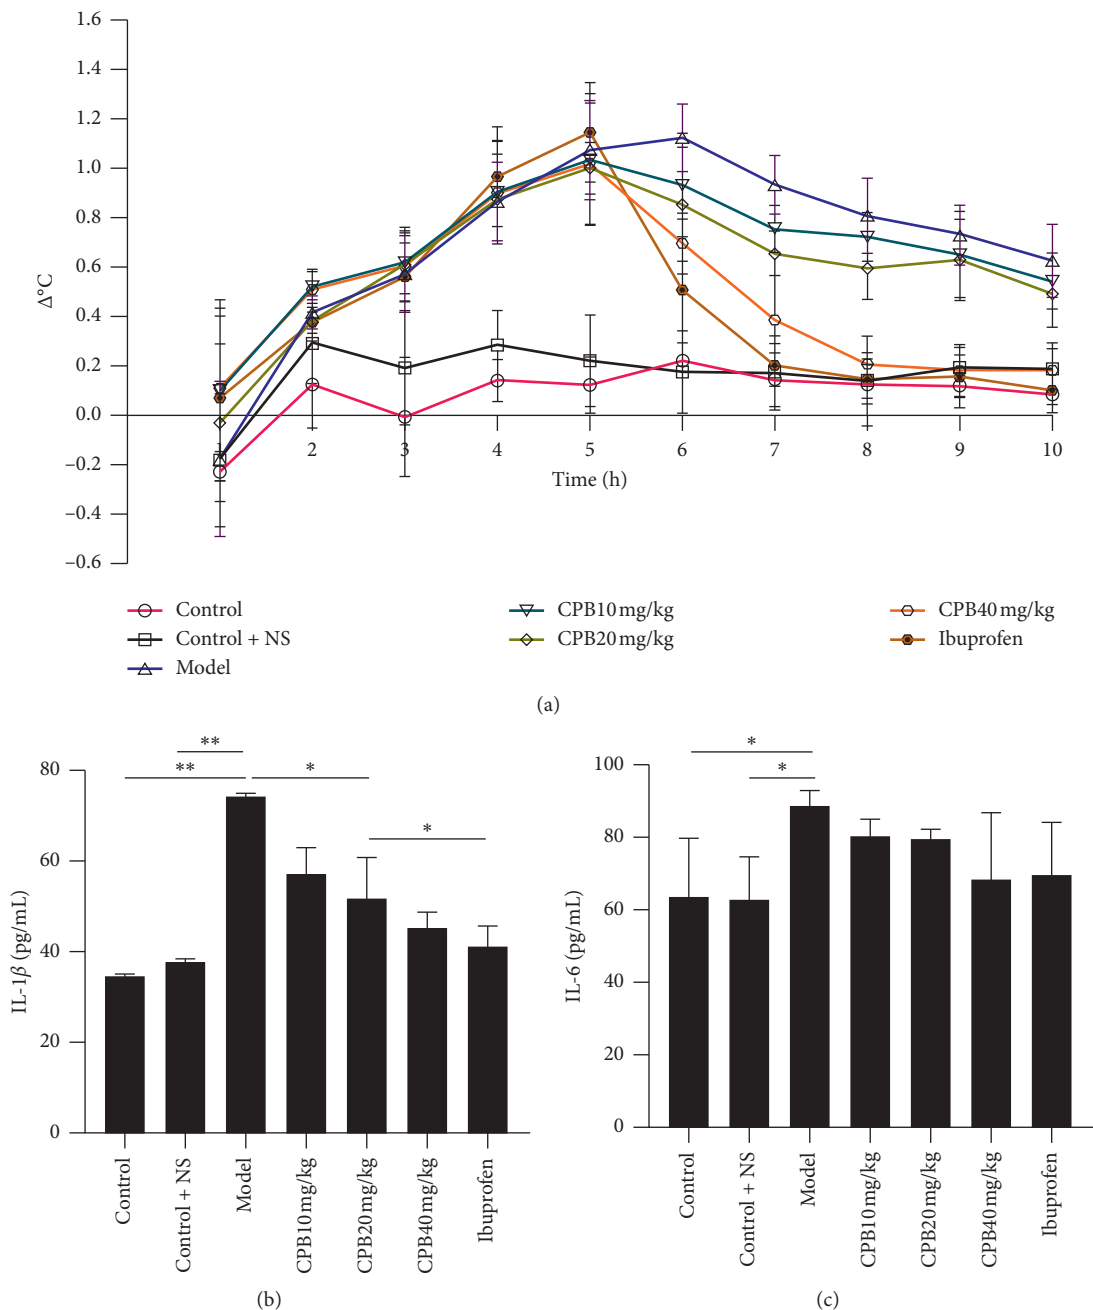 1.6
1.4
1.2
1.0
0.8
0.6
0.4
0.2
0.0
–0.2
–0.4
–0.6
Δ°C
1 2 3 4 5 6 7 8 9 10
Time (h)
Control
Control + NS
Model
CPB10 mg/kg
CPB20 mg/kg
CPB40 mg/kg
Ibuprofen
(a)
80
60
40
20
0
IL-1β (pg/mL)
**
**
*
*
Control
Control + NS
Model
CPB10 mg/kg
CPB20 mg/kg
CPB40 mg/kg
Ibuprofen
(b)
100
80
60
40
20
0
IL-6 (pg/mL)
*
*
Control
Control + NS
Model
CPB10 mg/kg
CPB20 mg/kg
CPB40 mg/kg
Ibuprofen
(c)